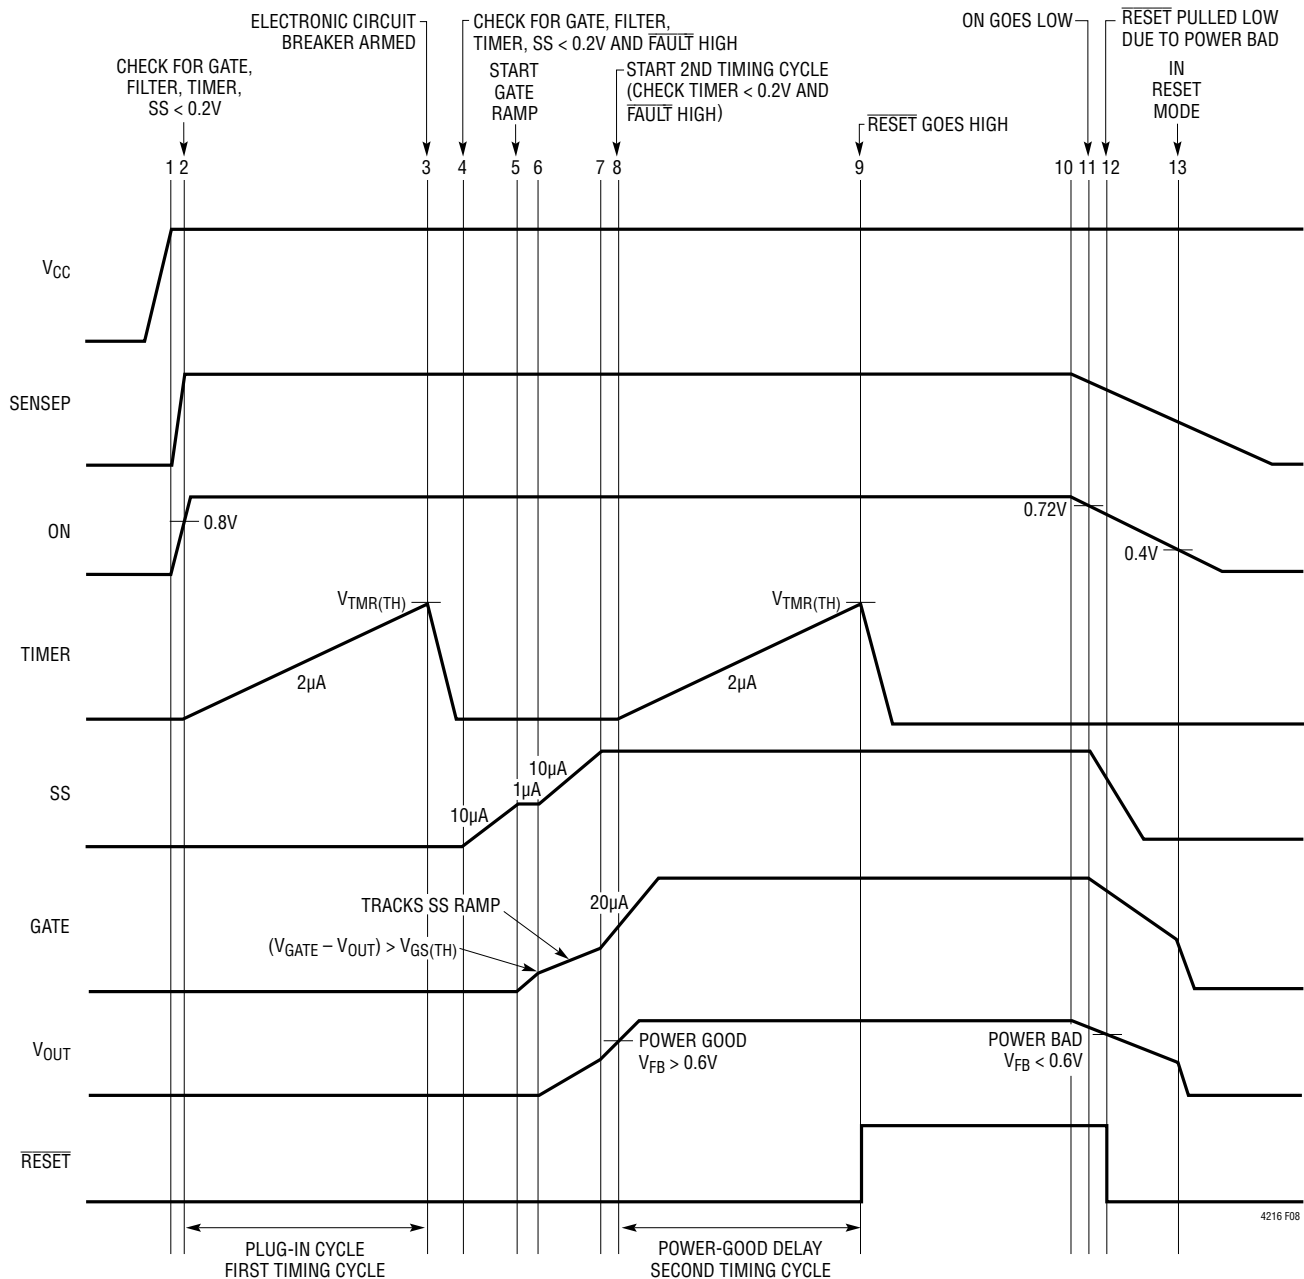 ELECTRONIC CIRCUIT
BREAKER ARMED
CHECK FOR GATE, FILTER,
TIMER, SS < 0.2V AND FAULT HIGH
ON GOES LOW
RESET PULLED LOW
DUE TO POWER BAD
CHECK FOR GATE,
FILTER, TIMER,
SS < 0.2V
START
GATE
RAMP
START 2ND TIMING CYCLE
(CHECK TIMER < 0.2V AND
FAULT HIGH)
IN
RESET
MODE
RESET GOES HIGH
1 2 3 4 5 6 7 8 9 10 11 12 13
VCC
SENSEP
ON
0.8V
0.72V
0.4V
TIMER
VTMR(TH)
2µA
VTMR(TH)
2µA
SS
10µA
1µA
10µA
GATE
TRACKS SS RAMP
(VGATE – VOUT) > VGS(TH)
20µA
VOUT
POWER GOOD
VFB > 0.6V
POWER BAD
VFB < 0.6V
RESET
4216 F08
PLUG-IN CYCLE
FIRST TIMING CYCLE
POWER-GOOD DELAY
SECOND TIMING CYCLE